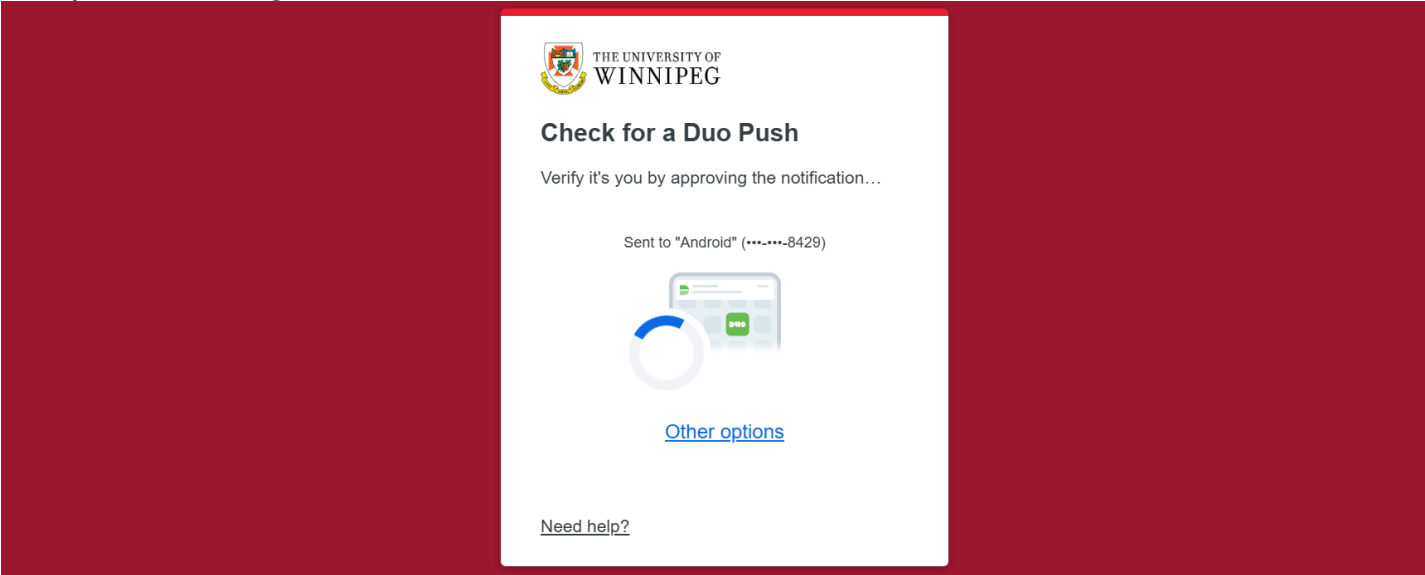 THE UNIVERSITY OF
WINNIPEG
Check for a Duo Push
Verify it's you by approving the notification…
Sent to "Android" (•••-•••-8429)
DUO
Other options
Need help?